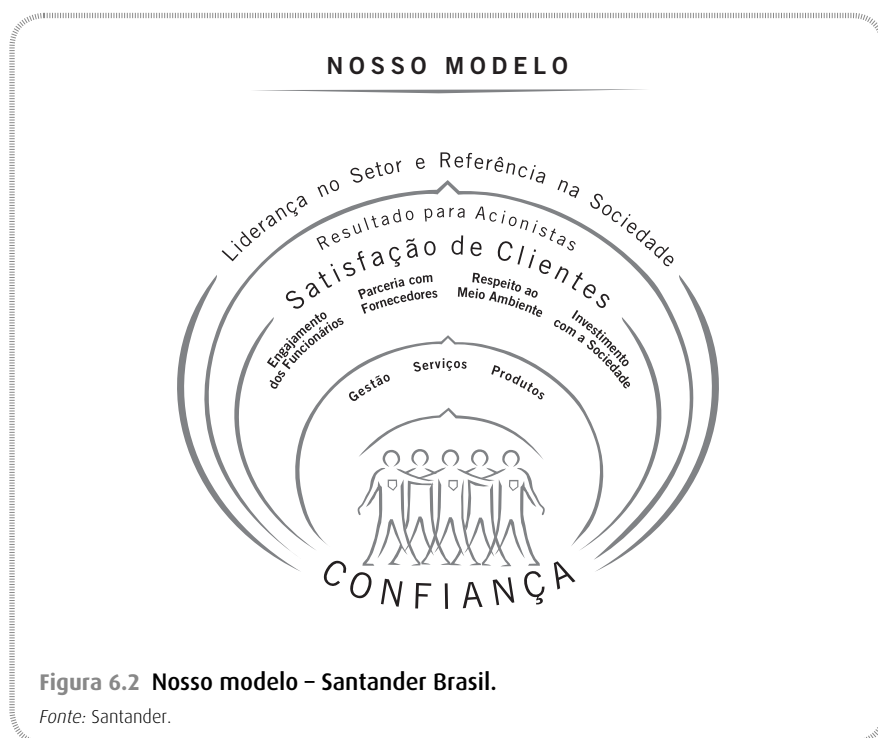 NOSSO MODELO
Liderança no Setor e Referência na Sociedade
Resultado para Acionistas
Satisfação de Clientes
Engajamento
dos Funcionários
Parceria com
Fornecedores
Respeito ao
Meio Ambiente
Investimento
com a Sociedade
Gestão
Serviços
Produtos
CONFIANÇA
Figura 6.2 Nosso modelo – Santander Brasil.
Fonte: Santander.